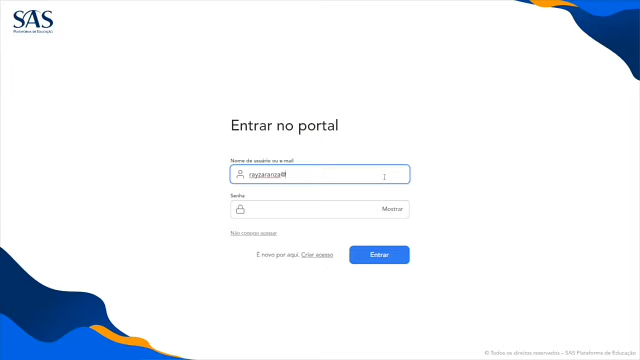 SAS
Plataforma de Educação
Entrar no portal
Nome de usuário ou e-mail
rayzaranza@
Senha
Mostrar
Não consigo acessar
É novo por aqui. Criar acesso
Entrar
© Todos os direitos reservados – SAS Plataforma de Educação